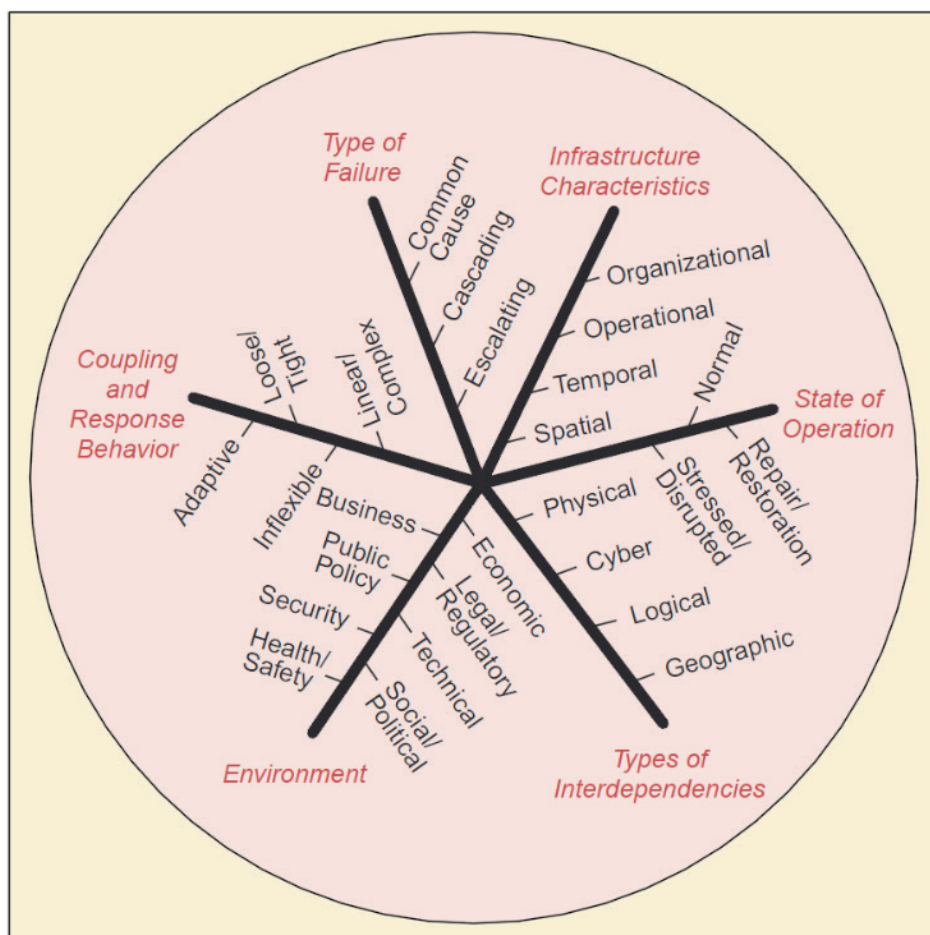 Type of
Failure
Common
Cause
Cascading
Escalating
Infrastructure
Characteristics
Organizational
Operational
Temporal
Spatial
State of
Operation
Normal
Repair/
Restoration
Stressed/
Disrupted
Types of
Interdependencies
Physical
Cyber
Logical
Geographic
Environment
Economic
Legal/
Regulatory
Technical
Social/
Political
Business
Public
Policy
Security
Health/
Safety
Coupling
and
Response
Behavior
Adaptive
Loose/
Tight
Inflexible
Linear/
Complex